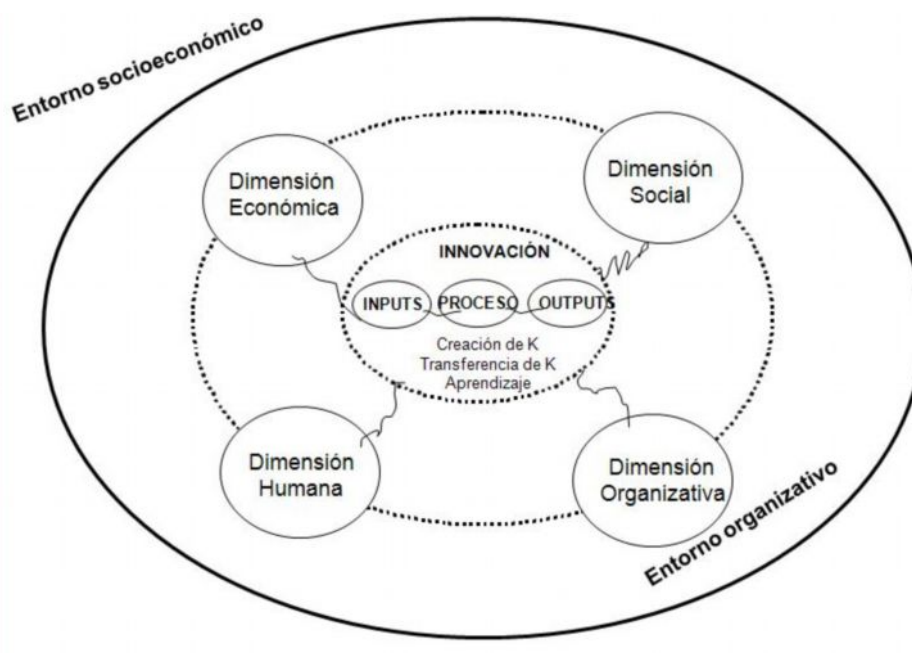 Entorno socioeconómico
Dimensión
Económica
Dimensión
Social
INNOVACIÓN
INPUTS PROCESO OUTPUTS
Creación de K
Transferencia de K
Aprendizaje
Dimensión
Humana
Dimensión
Organizativa
Entorno organizativo